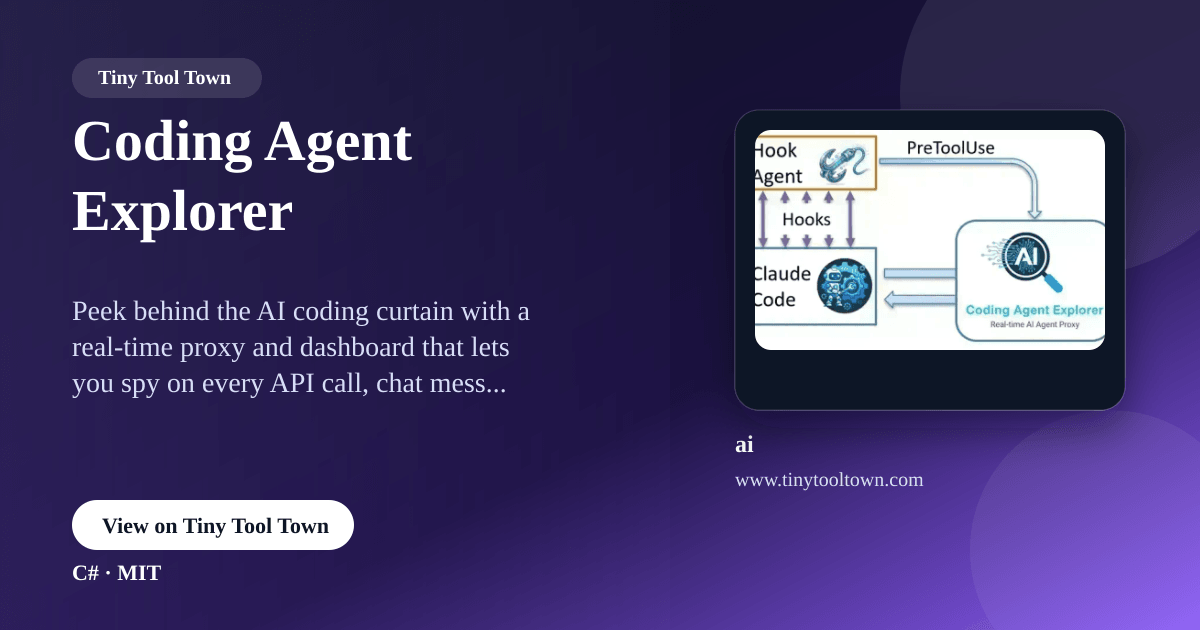 Tiny Tool Town
Coding Agent
Explorer
Peek behind the AI coding curtain with a
real-time proxy and dashboard that lets
you spy on every API call, chat mess...
View on Tiny Tool Town
C# · MIT
Hook
Agent
PreToolUse
Hooks
Claude
Code
AI
Coding Agent Explorer
Real-time AI Agent Proxy
ai
www.tinytooltown.com